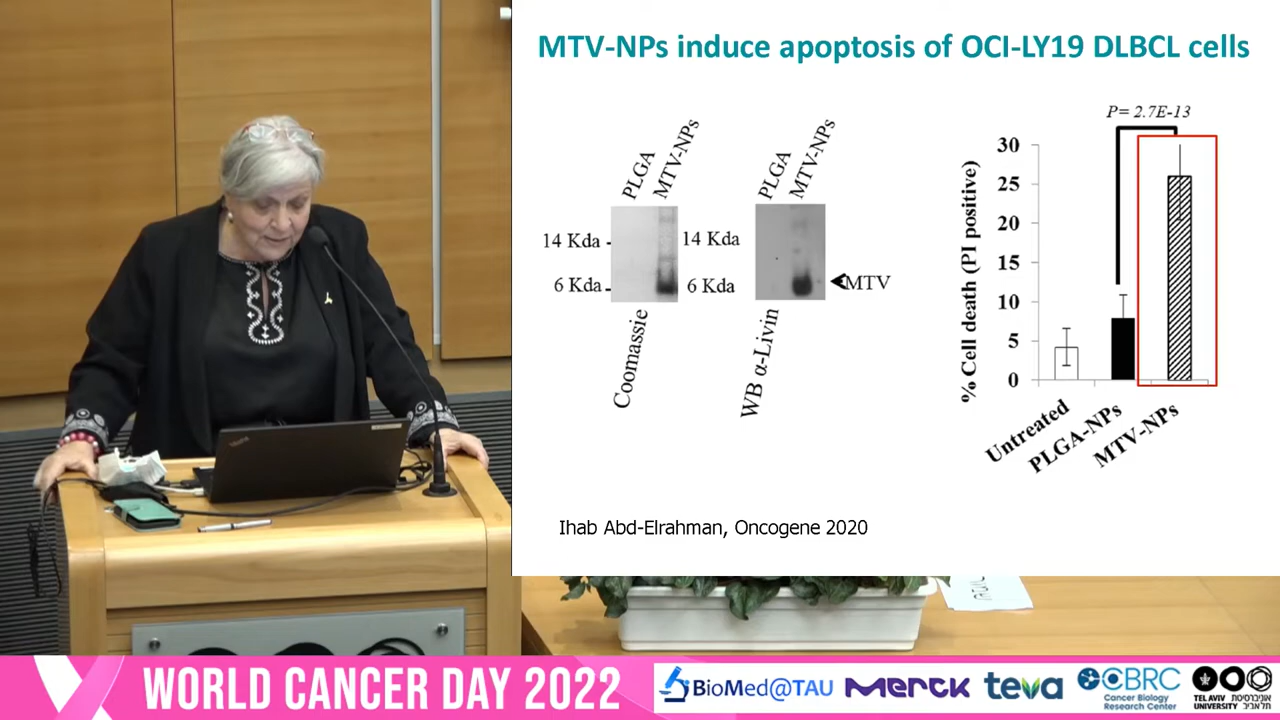 MTV-NPs induce apoptosis of OCI-LY19 DLBCL cells
PLGA
MTV-NPs
14 Kda
6 Kda
Coomassie
PLGA
MTV-NPs
14 Kda
6 Kda
MTV
WB α-Livin
P= 2.7E-13
% Cell death (PI positive)
30
25
20
15
10
5
0
Untreated
PLGA-NPs
MTV-NPs
Ihab Abd-Elrahman, Oncogene 2020
WORLD CANCER DAY 2022
BioMed@TAU
MERCK
teva
CBRC
Cancer Biology
Research Center
TEL AVIV אוניברסיטת
UNIVERSITY תל אביב